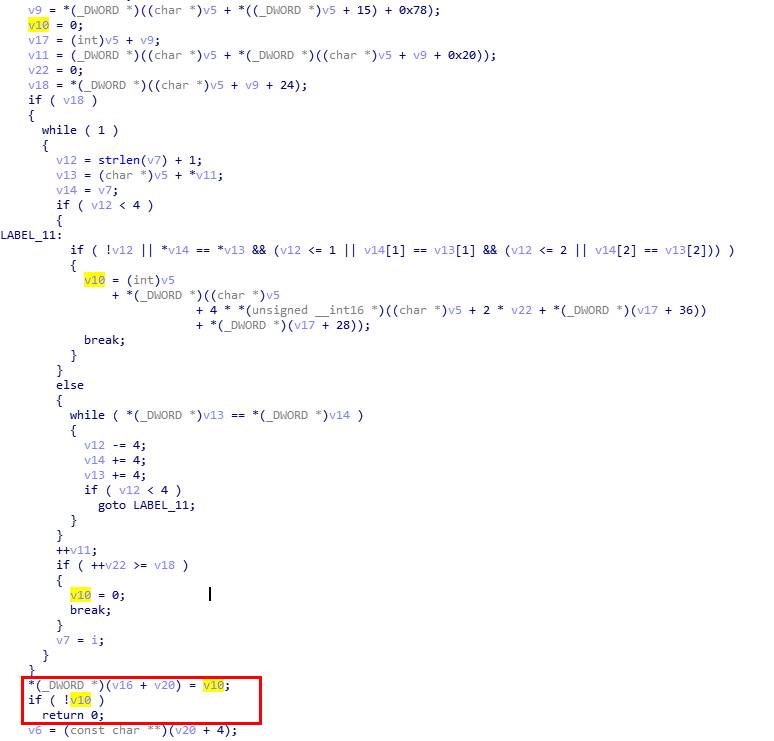 v9 = *(_DWORD *)((char *)v5 + *((_DWORD *)v5 + 15) + 0x78);
v10 = 0;
v17 = (int)v5 + v9;
v11 = (_DWORD *)((char *)v5 + *(_DWORD *)((char *)v5 + v9 + 0x20));
v22 = 0;
v18 = *(_DWORD *)((char *)v5 + v9 + 24);
if ( v18 )
{
while ( 1 )
{
v12 = strlen(v7) + 1;
v13 = (char *)v5 + *v11;
v14 = v7;
if ( v12 < 4 )
{
LABEL_11:
if ( !v12 || *v14 == *v13 && (v12 <= 1 || v14[1] == v13[1] && (v12 <= 2 || v14[2] == v13[2])) )
{
v10 = (int)v5
+ *(_DWORD *)((char *)v5
+ 4 * *(unsigned __int16 *)((char *)v5 + 2 * v22 + *(_DWORD *)(v17 + 36))
+ *(_DWORD *)(v17 + 28));
break;
}
}
else
{
while ( *(_DWORD *)v13 == *(_DWORD *)v14 )
{
v12 -= 4;
v14 += 4;
v13 += 4;
if ( v12 < 4 )
goto LABEL_11;
}
}
++v11;
if ( ++v22 >= v18 )
{
v10 = 0;
break;
}
v7 = i;
}
}
*(_DWORD *)(v16 + v20) = v10;
if ( !v10 )
return 0;
v6 = (const char **)(v20 + 4);